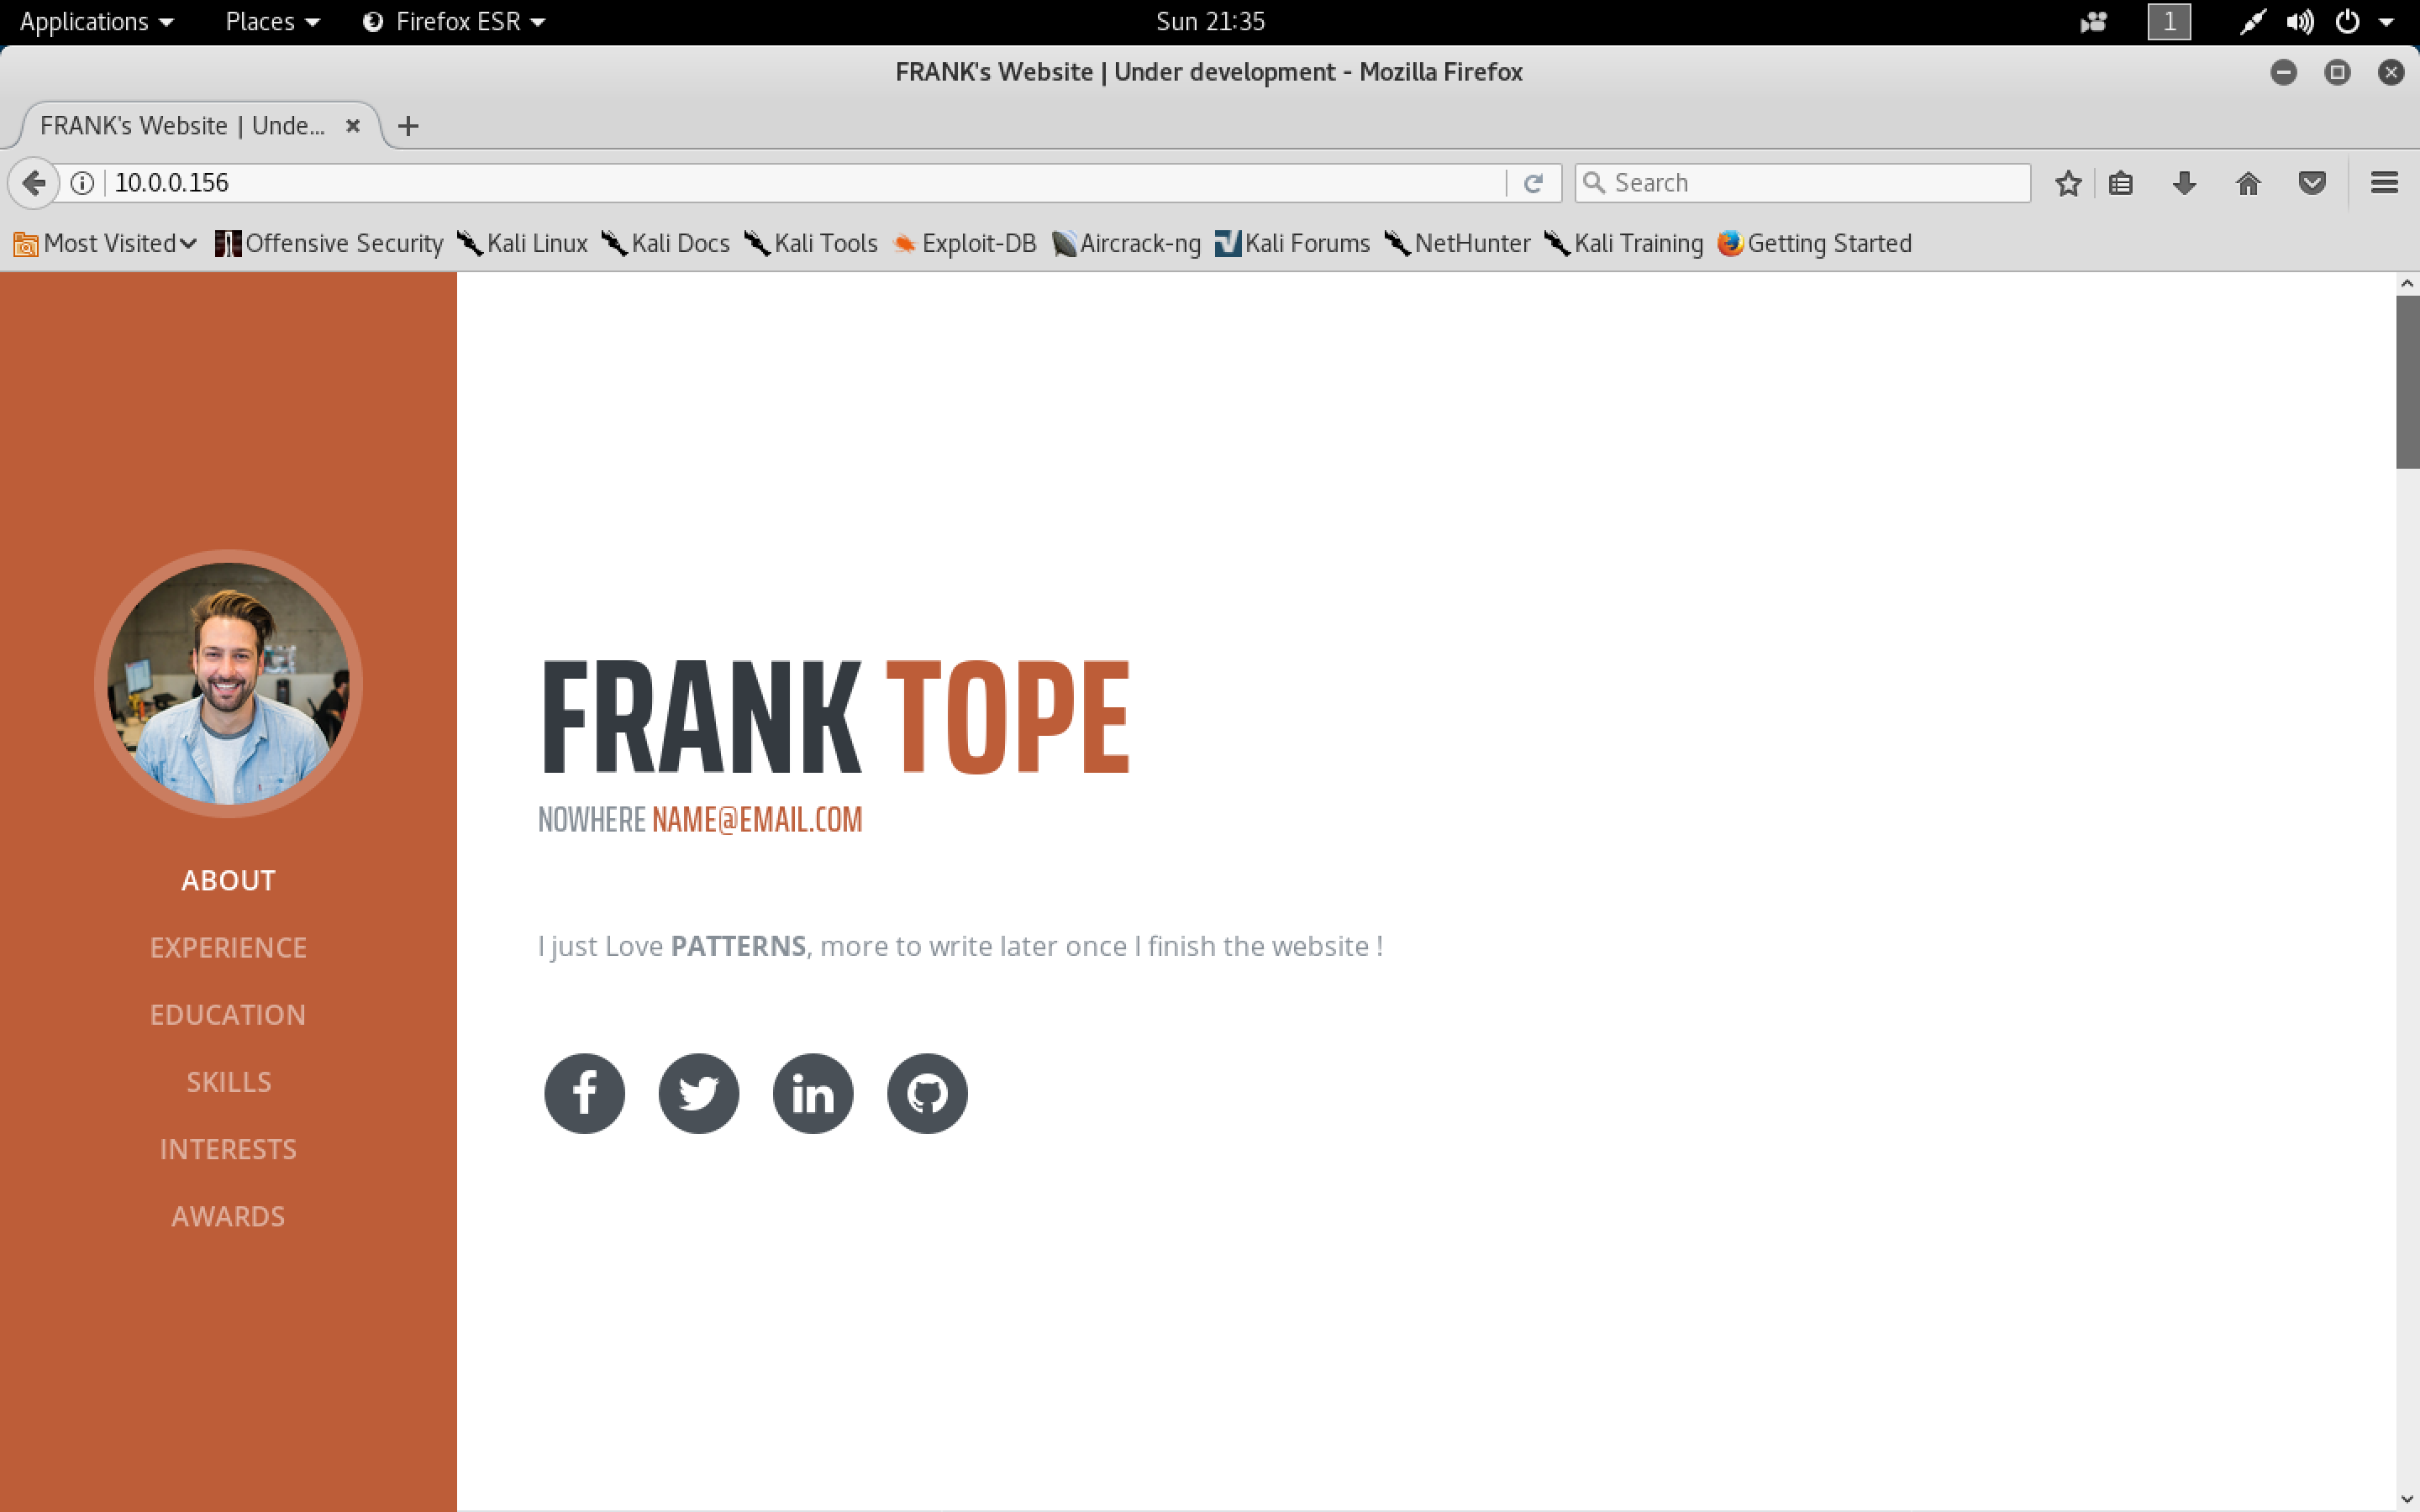 Applications Places Firefox ESR Sun 21:35 1
FRANK's Website | Under development - Mozilla Firefox
FRANK's Website | Unde...
10.0.0.156 Search
Most Visited Offensive Security Kali Linux Kali Docs Kali Tools Exploit-DB Aircrack-ng Kali Forums NetHunter Kali Training Getting Started
FRANK TOPE
NOWHERE NAME@EMAIL.COM
ABOUT
I just Love PATTERNS, more to write later once I finish the website !
EXPERIENCE
EDUCATION
SKILLS
INTERESTS
AWARDS